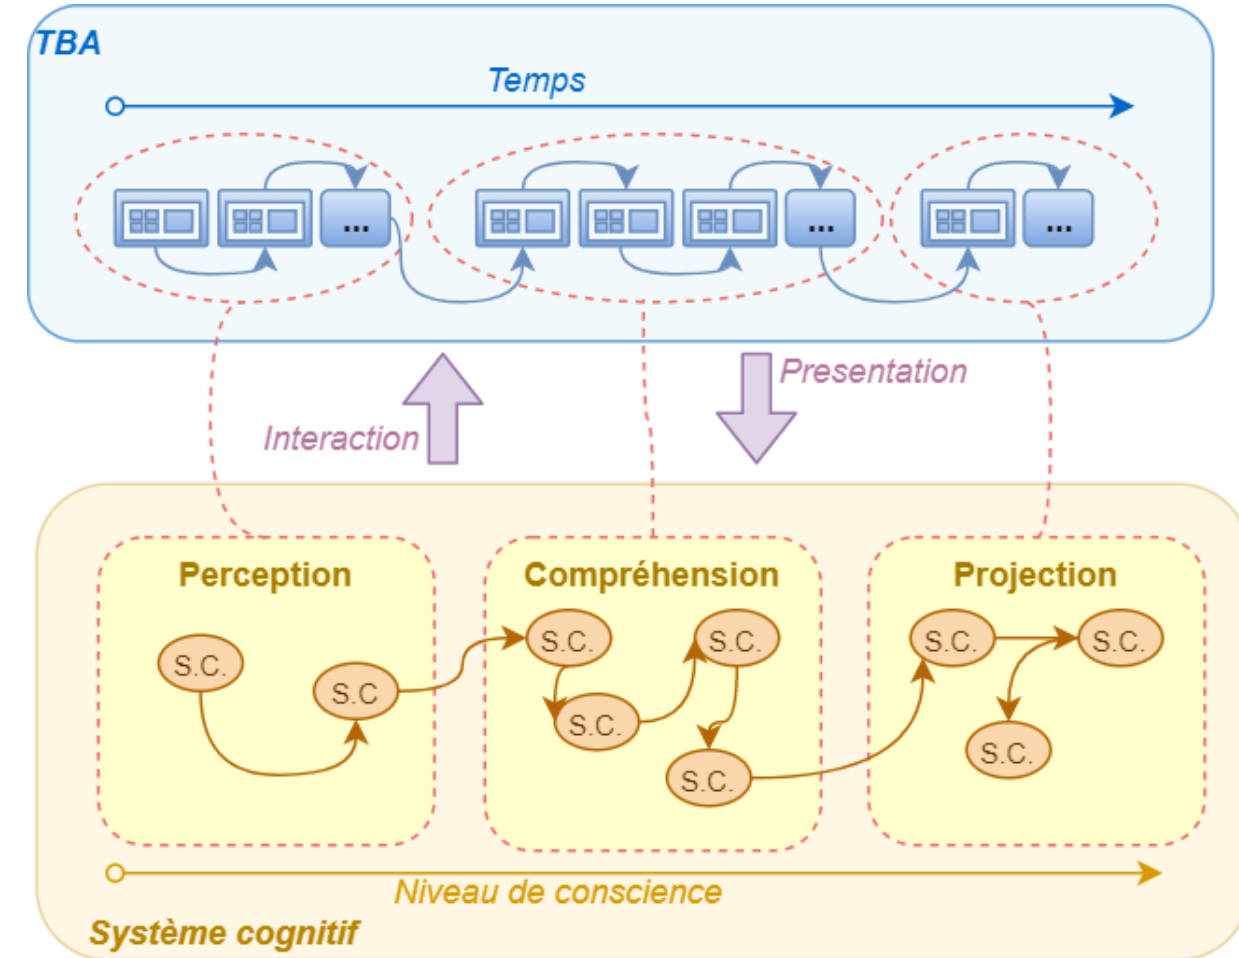 TBA
Temps
...
...
...
Presentation
Interaction
Perception
Compréhension
Projection
S.C.
S.C
S.C.
S.C.
S.C.
S.C.
S.C.
S.C.
S.C.
Niveau de conscience
Système cognitif